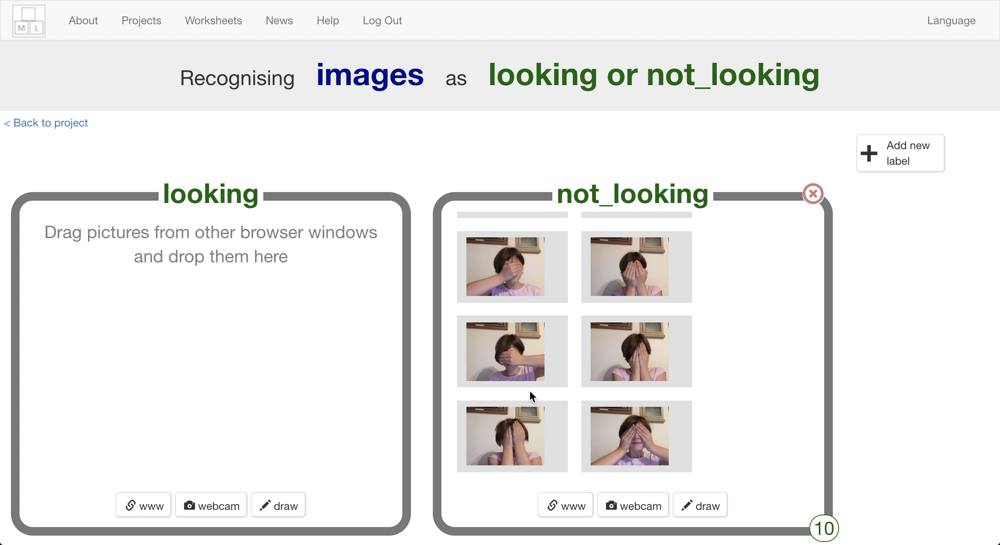 M L
About Projects Worksheets News Help Log Out Language
Recognising images as looking or not_looking
< Back to project
Add new
label
looking
Drag pictures from other browser windows
and drop them here
www webcam draw
not_looking
www webcam draw
10